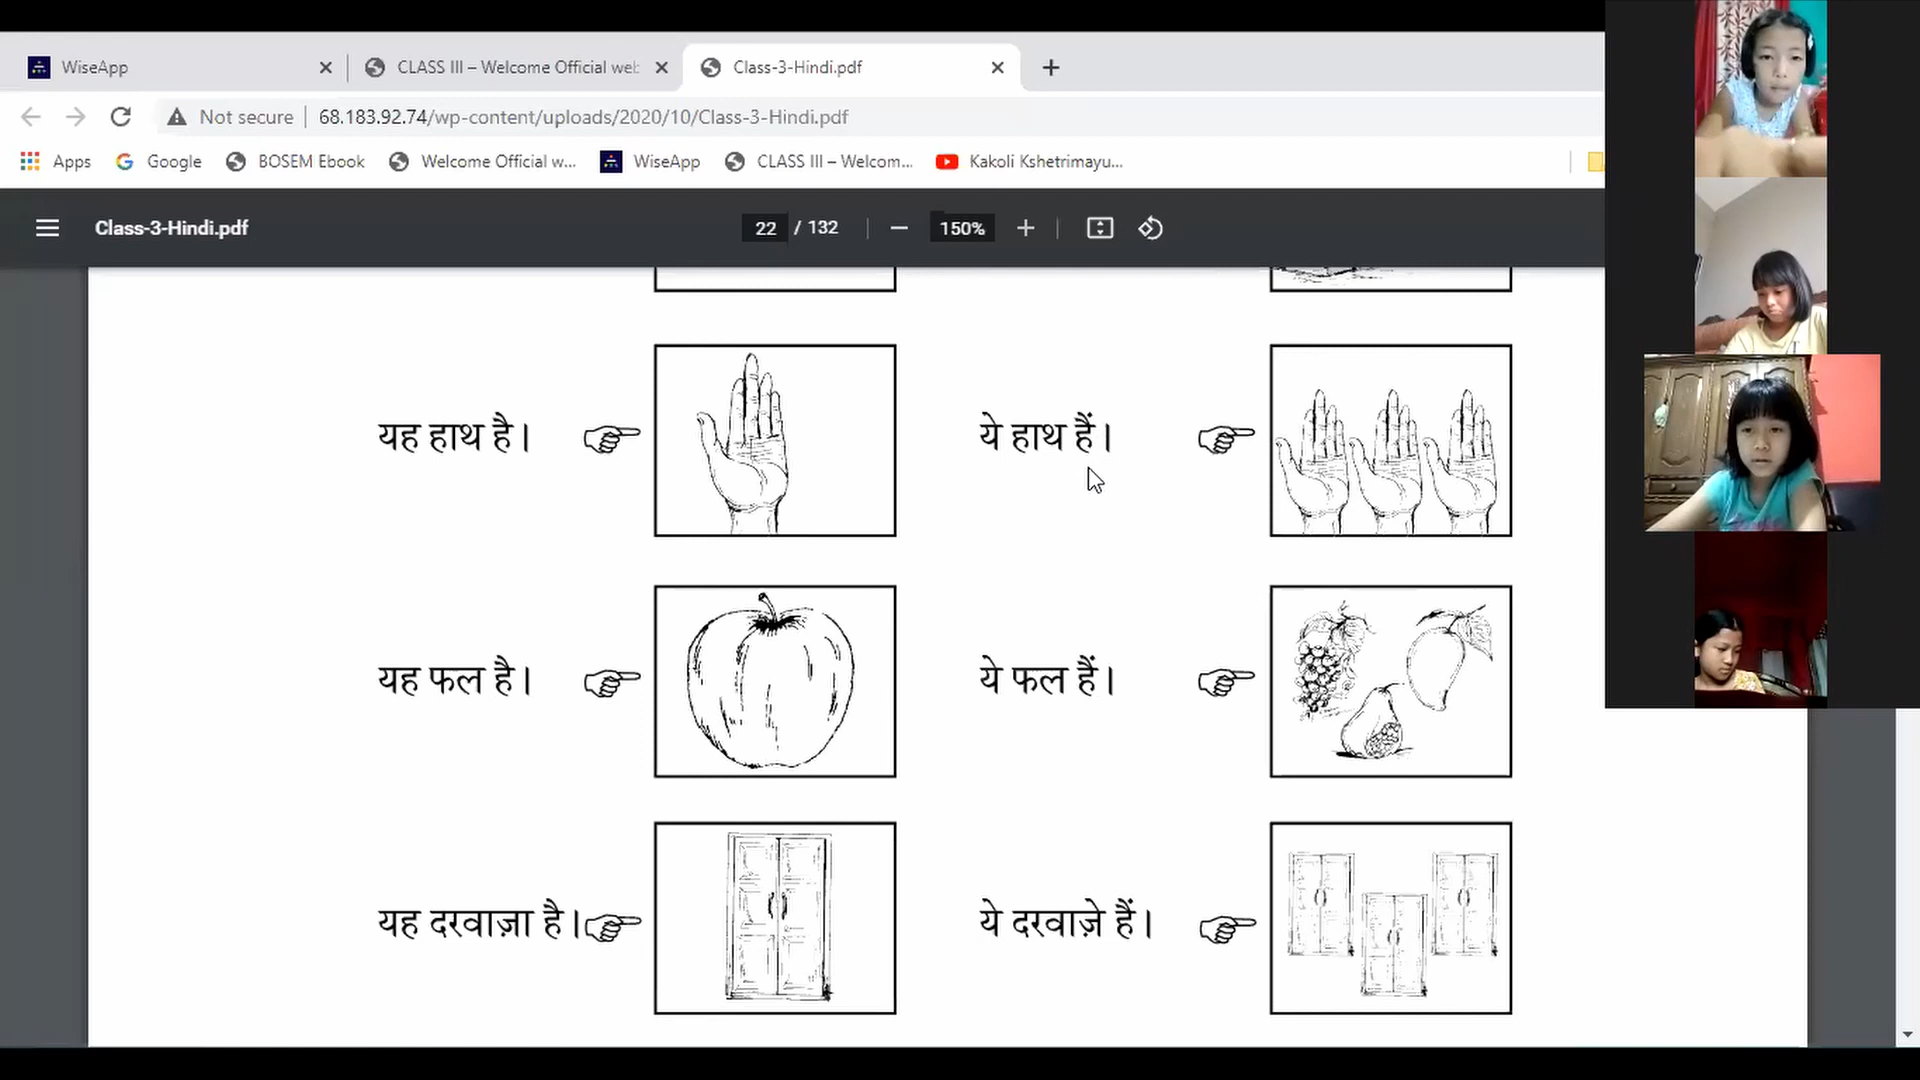 WiseApp
CLASS III – Welcome Official wel
Class-3-Hindi.pdf
Not secure
68.183.92.74/wp-content/uploads/2020/10/Class-3-Hindi.pdf
Apps
Google
BOSEM Ebook
Welcome Official w...
WiseApp
CLASS III – Welcom...
Kakoli Kshetrimayu...
Class-3-Hindi.pdf
22 / 132
150%
यह हाथ है।
ये हाथ हैं।
यह फल है।
ये फल हैं।
यह दरवाज़ा है।
ये दरवाज़े हैं।